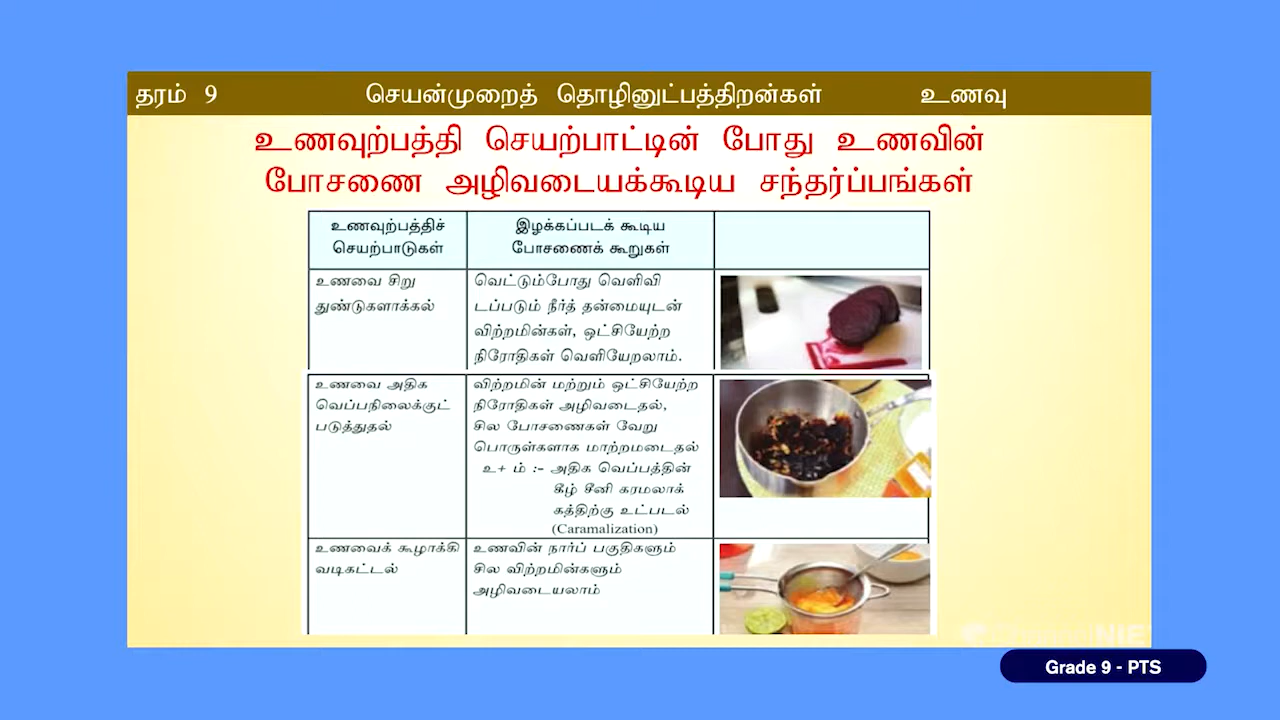 தரம் 9 செயன்முறைத் தொழினுட்பத்திறன்கள் உணவு
உணவுற்பத்தி செயற்பாட்டின் போது உணவின்
போசணை அழிவடையக்கூடிய சந்தர்ப்பங்கள்
உணவுற்பத்திச்
செயற்பாடுகள்
இழக்கப்படக் கூடிய
போசணைக் கூறுகள்
உணவை சிறு
துண்டுகளாக்கல்
வெட்டும்போது வெளிவி
டப்படும் நீர்த் தன்மையுடன்
விற்றமின்கள், ஒட்சியேற்ற
நிரோதிகள் வெளியேறலாம்.
உணவை அதிக
வெப்பநிலைக்குட்
படுத்துதல்
விற்றமின் மற்றும் ஒட்சியேற்ற
நிரோதிகள் அழிவடைதல்,
சில போசணைகள் வேறு
பொருள்களாக மாற்றமடைதல்
உ+ ம் :- அதிக வெப்பத்தின்
கீழ் சீனி கரமலாக்
கத்திற்கு உட்படல்
(Caramalization)
உணவைக் கூழாக்கி
வடிகட்டல்
உணவின் நார்ப் பகுதிகளும்
சில விற்றமின்களும்
அழிவடையலாம்
Grade 9 - PTS